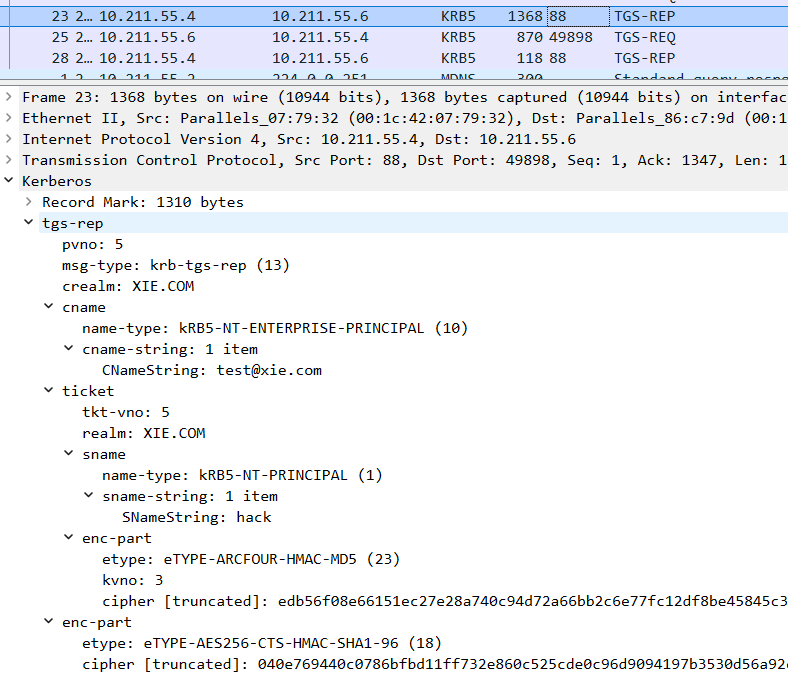 23 2… 10.211.55.4 10.211.55.6 KRB5 1368 88 TGS-REP
25 2… 10.211.55.6 10.211.55.4 KRB5 870 49898 TGS-REQ
28 2… 10.211.55.4 10.211.55.6 KRB5 118 88 TGS-REP
Frame 23: 1368 bytes on wire (10944 bits), 1368 bytes captured (10944 bits) on interfac
Ethernet II, Src: Parallels_07:79:32 (00:1c:42:07:79:32), Dst: Parallels_86:c7:9d (00:1
Internet Protocol Version 4, Src: 10.211.55.4, Dst: 10.211.55.6
Transmission Control Protocol, Src Port: 88, Dst Port: 49898, Seq: 1, Ack: 1347, Len: 1
Kerberos
Record Mark: 1310 bytes
tgs-rep
pvno: 5
msg-type: krb-tgs-rep (13)
crealm: XIE.COM
cname
name-type: kRB5-NT-ENTERPRISE-PRINCIPAL (10)
cname-string: 1 item
CNameString: test@xie.com
ticket
tkt-vno: 5
realm: XIE.COM
sname
name-type: kRB5-NT-PRINCIPAL (1)
sname-string: 1 item
SNameString: hack
enc-part
etype: eTYPE-ARCFOUR-HMAC-MD5 (23)
kvno: 3
cipher [truncated]: edb56f08e66151ec27e28a740c94d72a66bb2c6e77fc12df8be45845c3
enc-part
etype: eTYPE-AES256-CTS-HMAC-SHA1-96 (18)
cipher [truncated]: 040e769440c0786bfbd11ff732e860c525cde0c96d9094197b3530d56a92